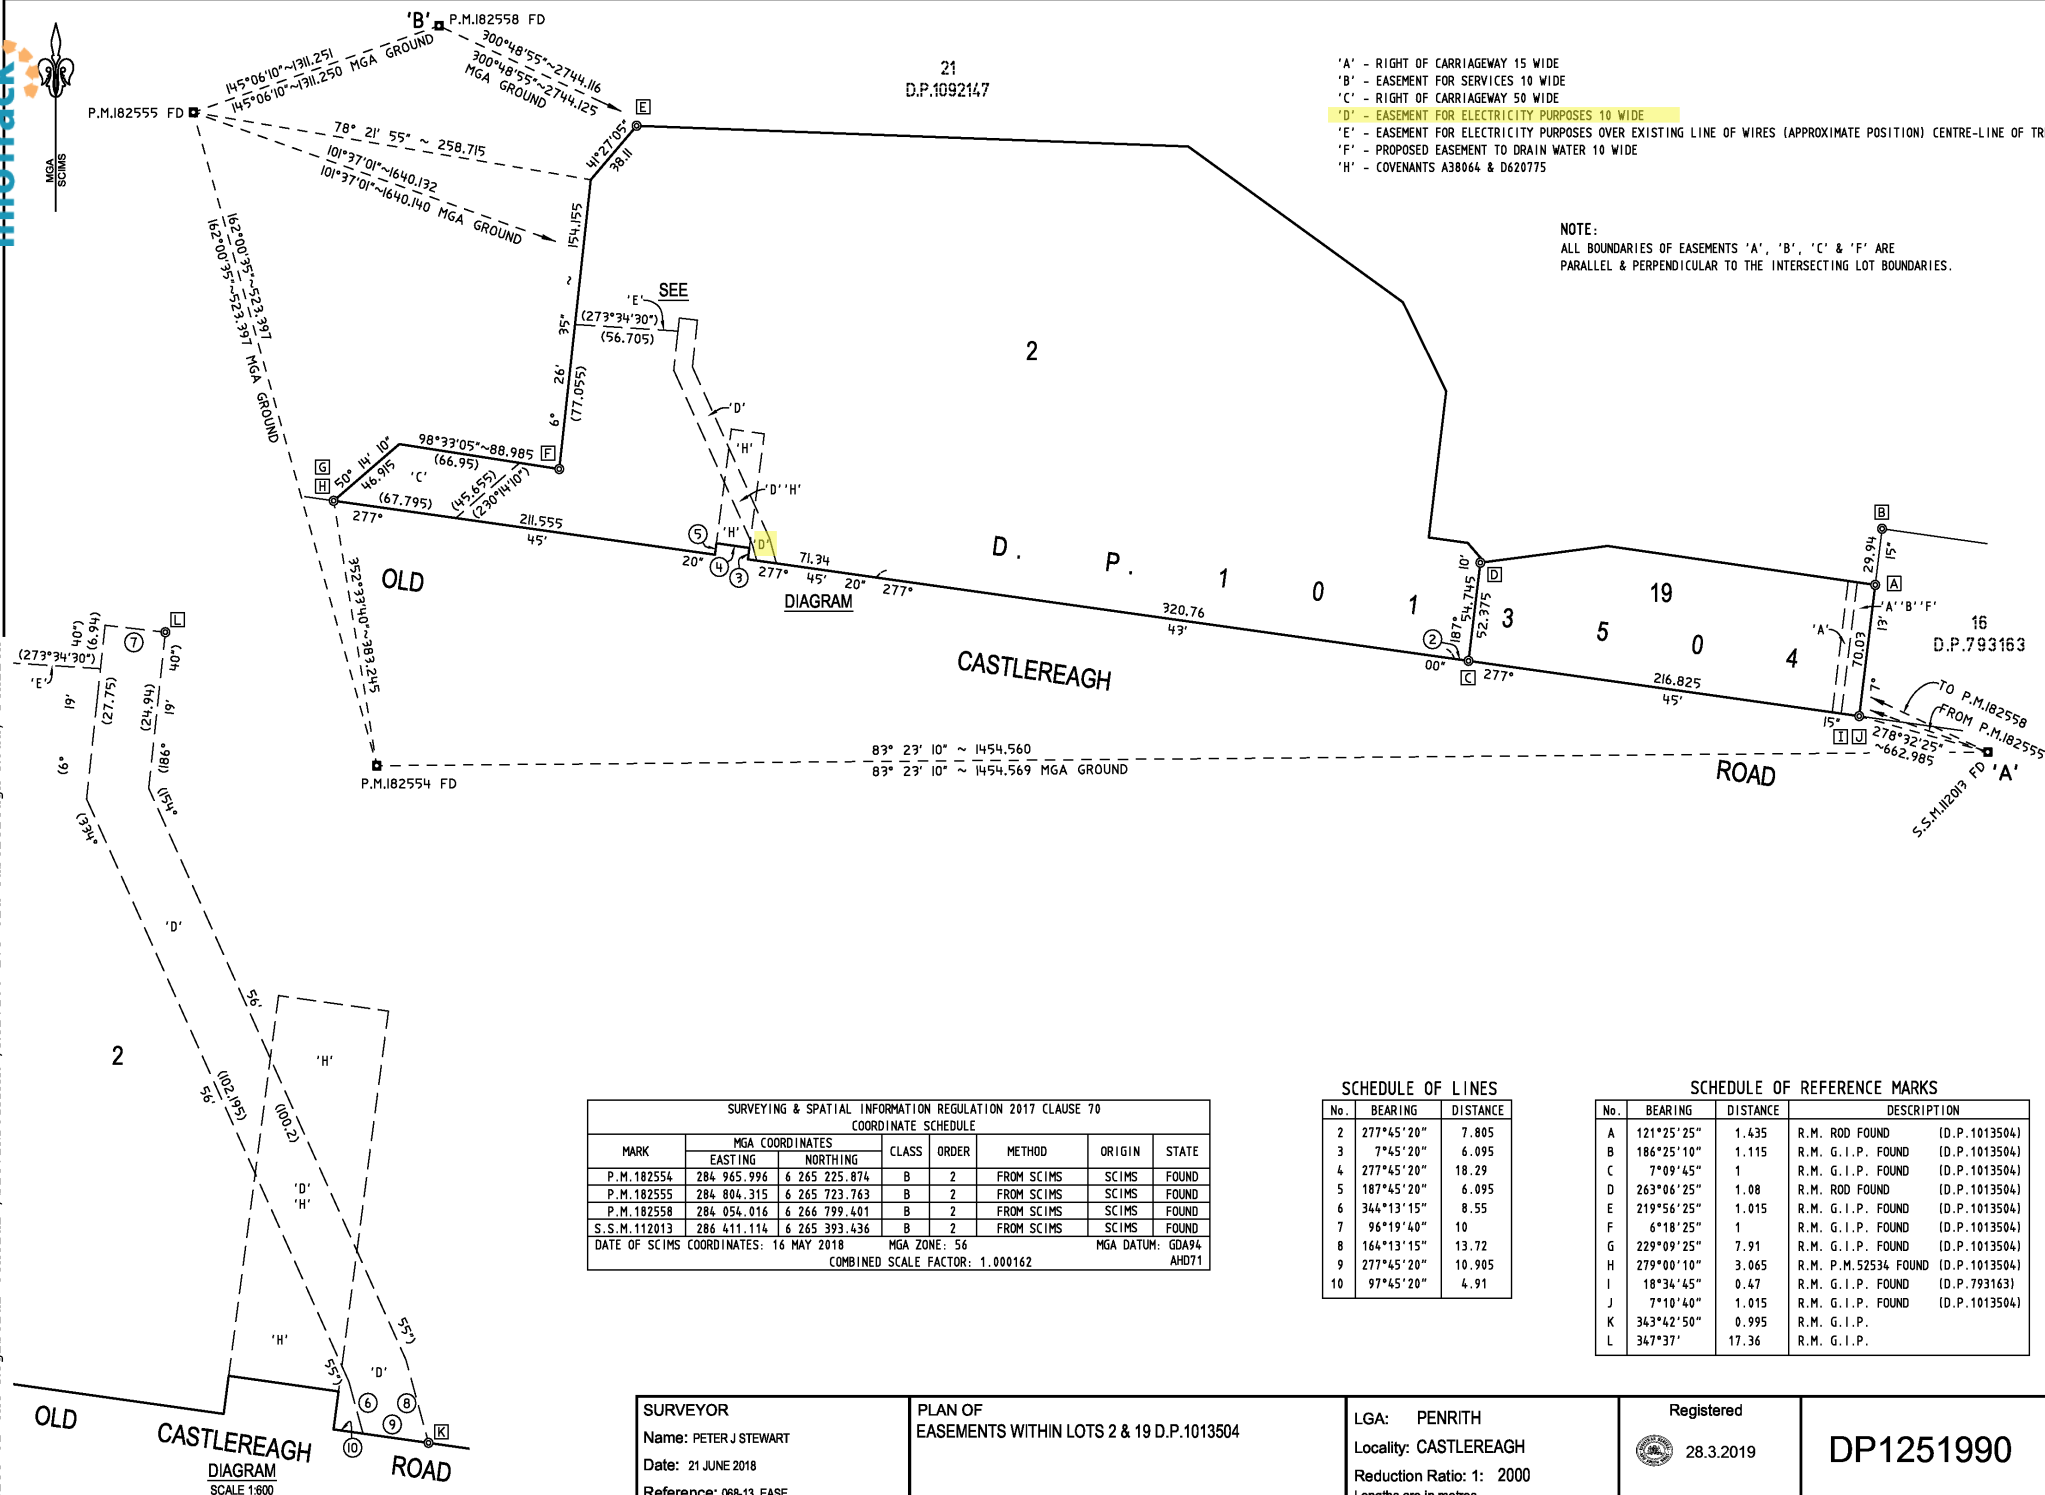 'B'
P.M.182558 FD
145°06'10"~1311.251
145°06'10"~1311.250 MGA GROUND
300°48'55"~2744.116
300°48'55"~2744.125
MGA GROUND
MGA
SCIMS
P.M.182555 FD
78° 21' 55" ~ 258.715
101°37'01"~1640.132
101°37'01"~1640.140 MGA GROUND
162°00'35"~523.397
162°00'35"~523.397 MGA GROUND
E
41°27'05"
38.11
21
D.P.1092147
'A' - RIGHT OF CARRIAGEWAY 15 WIDE
'B' - EASEMENT FOR SERVICES 10 WIDE
'C' - RIGHT OF CARRIAGEWAY 50 WIDE
'D' - EASEMENT FOR ELECTRICITY PURPOSES 10 WIDE
'E' - EASEMENT FOR ELECTRICITY PURPOSES OVER EXISTING LINE OF WIRES (APPROXIMATE POSITION) CENTRE-LINE OF
'F' - PROPOSED EASEMENT TO DRAIN WATER 10 WIDE
'H' - COVENANTS A38064 & D620775
NOTE:
ALL BOUNDARIES OF EASEMENTS 'A', 'B', 'C' & 'F' ARE
PARALLEL & PERPENDICULAR TO THE INTERSECTING LOT BOUNDARIES.
6° 26' 35" ~ 154.155
(77.055)
SEE
'E'
(273°34'30")
(56.705)
2
'D'
'H'
'D''H'
'H'
'D'
G
H
50° 14' 10"
46.915
98°33'05"~88.985
(66.95)
F
'C'
(67.795)
(45.655)
(230°14'10")
277°
211.555
45'
20"
5
4
3
277°
71.34
45'
20"
277°
DIAGRAM
OLD
CASTLEREAGH
ROAD
352°33'40"~383.245
D. P. 1 0 1 3 5 0 4
320.76
43'
00"
2
187°
10'
54.745
52.375
D
C
277°
216.825
45'
15"
19
B
29.94
15"
A
'A''B''F'
'A'
13'
70.03
7°
16
D.P.793163
TO P.M.182558
FROM P.M.182555
I
J
278°32'25"
~662.985
'A'
S.S.M.112013 FD
83° 23' 10" ~ 1454.560
83° 23' 10" ~ 1454.569 MGA GROUND
P.M.182554 FD
L
7
40")
(6.94)
(273°34'30")
'E'
19'
(27.75)
(6°
40")
(24.94)
19'
(186°
(154°
(334°
'D'
56'
2
'H'
(102.195)
56'
(100.2)
'D'
'H'
'H'
55")
55")
'D'
6
8
9
10
K
OLD
CASTLEREAGH
ROAD
DIAGRAM
SCALE 1:600
SURVEYING & SPATIAL INFORMATION REGULATION 2017 CLAUSE 70
COORDINATE SCHEDULE
MARK MGA COORDINATES CLASS ORDER METHOD ORIGIN STATE
EASTING NORTHING
P.M.182554 284 965.996 6 265 225.874 B 2 FROM SCIMS SCIMS FOUND
P.M.182555 284 804.315 6 265 723.763 B 2 FROM SCIMS SCIMS FOUND
P.M.182558 284 054.016 6 266 799.401 B 2 FROM SCIMS SCIMS FOUND
S.S.M.112013 286 411.114 6 265 393.436 B 2 FROM SCIMS SCIMS FOUND
DATE OF SCIMS COORDINATES: 16 MAY 2018 MGA ZONE: 56 MGA DATUM: GDA94
COMBINED SCALE FACTOR: 1.000162 AHD71
SCHEDULE OF LINES
No. BEARING DISTANCE
2 277°45'20" 7.805
3 7°45'20" 6.095
4 277°45'20" 18.29
5 187°45'20" 6.095
6 344°13'15" 8.55
7 96°19'40" 10
8 164°13'15" 13.72
9 277°45'20" 10.905
10 97°45'20" 4.91
SCHEDULE OF REFERENCE MARKS
No. BEARING DISTANCE DESCRIPTION
A 121°25'25" 1.435 R.M. ROD FOUND (D.P.1013504)
B 186°25'10" 1.115 R.M. G.I.P. FOUND (D.P.1013504)
C 7°09'45" 1 R.M. G.I.P. FOUND (D.P.1013504)
D 263°06'25" 1.08 R.M. ROD FOUND (D.P.1013504)
E 219°56'25" 1.015 R.M. G.I.P. FOUND (D.P.1013504)
F 6°18'25" 1 R.M. G.I.P. FOUND (D.P.1013504)
G 229°09'25" 7.91 R.M. G.I.P. FOUND (D.P.1013504)
H 279°00'10" 3.065 R.M. P.M.52534 FOUND (D.P.1013504)
I 18°34'45" 0.47 R.M. G.I.P. FOUND (D.P.793163)
J 7°10'40" 1.015 R.M. G.I.P. FOUND (D.P.1013504)
K 343°42'50" 0.995 R.M. G.I.P.
L 347°37' 17.36 R.M. G.I.P.
SURVEYOR
Name: PETER J STEWART
Date: 21 JUNE 2018
Reference: 068-13 EASE
PLAN OF
EASEMENTS WITHIN LOTS 2 & 19 D.P.1013504
LGA: PENRITH
Locality: CASTLEREAGH
Reduction Ratio: 1: 2000
Lengths are in metres
Registered
28.3.2019
DP1251990